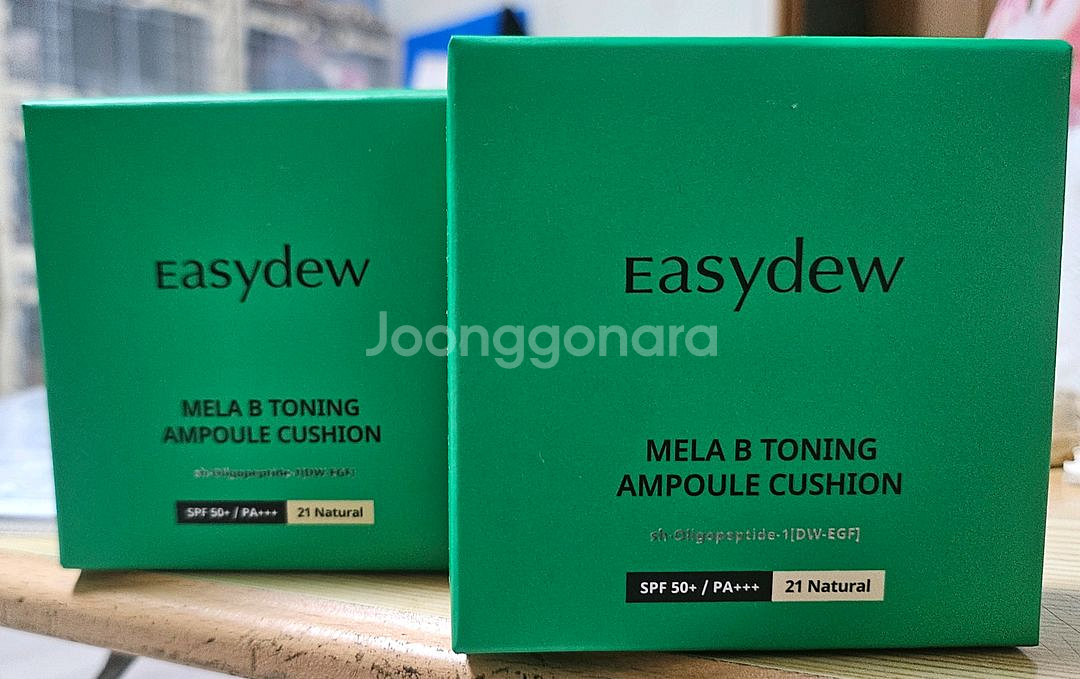 Easydew
MELA B TONING
AMPOULE CUSHION
sh-Oligopeptide-1[DW-EGF]
SPF 50+ / PA+++
21 Natural
Easydew
MELA B TONING
AMPOULE CUSHION
sh-Oligopeptide-1[DW-EGF]
SPF 50+ / PA+++
21 Natural
Joonggonara